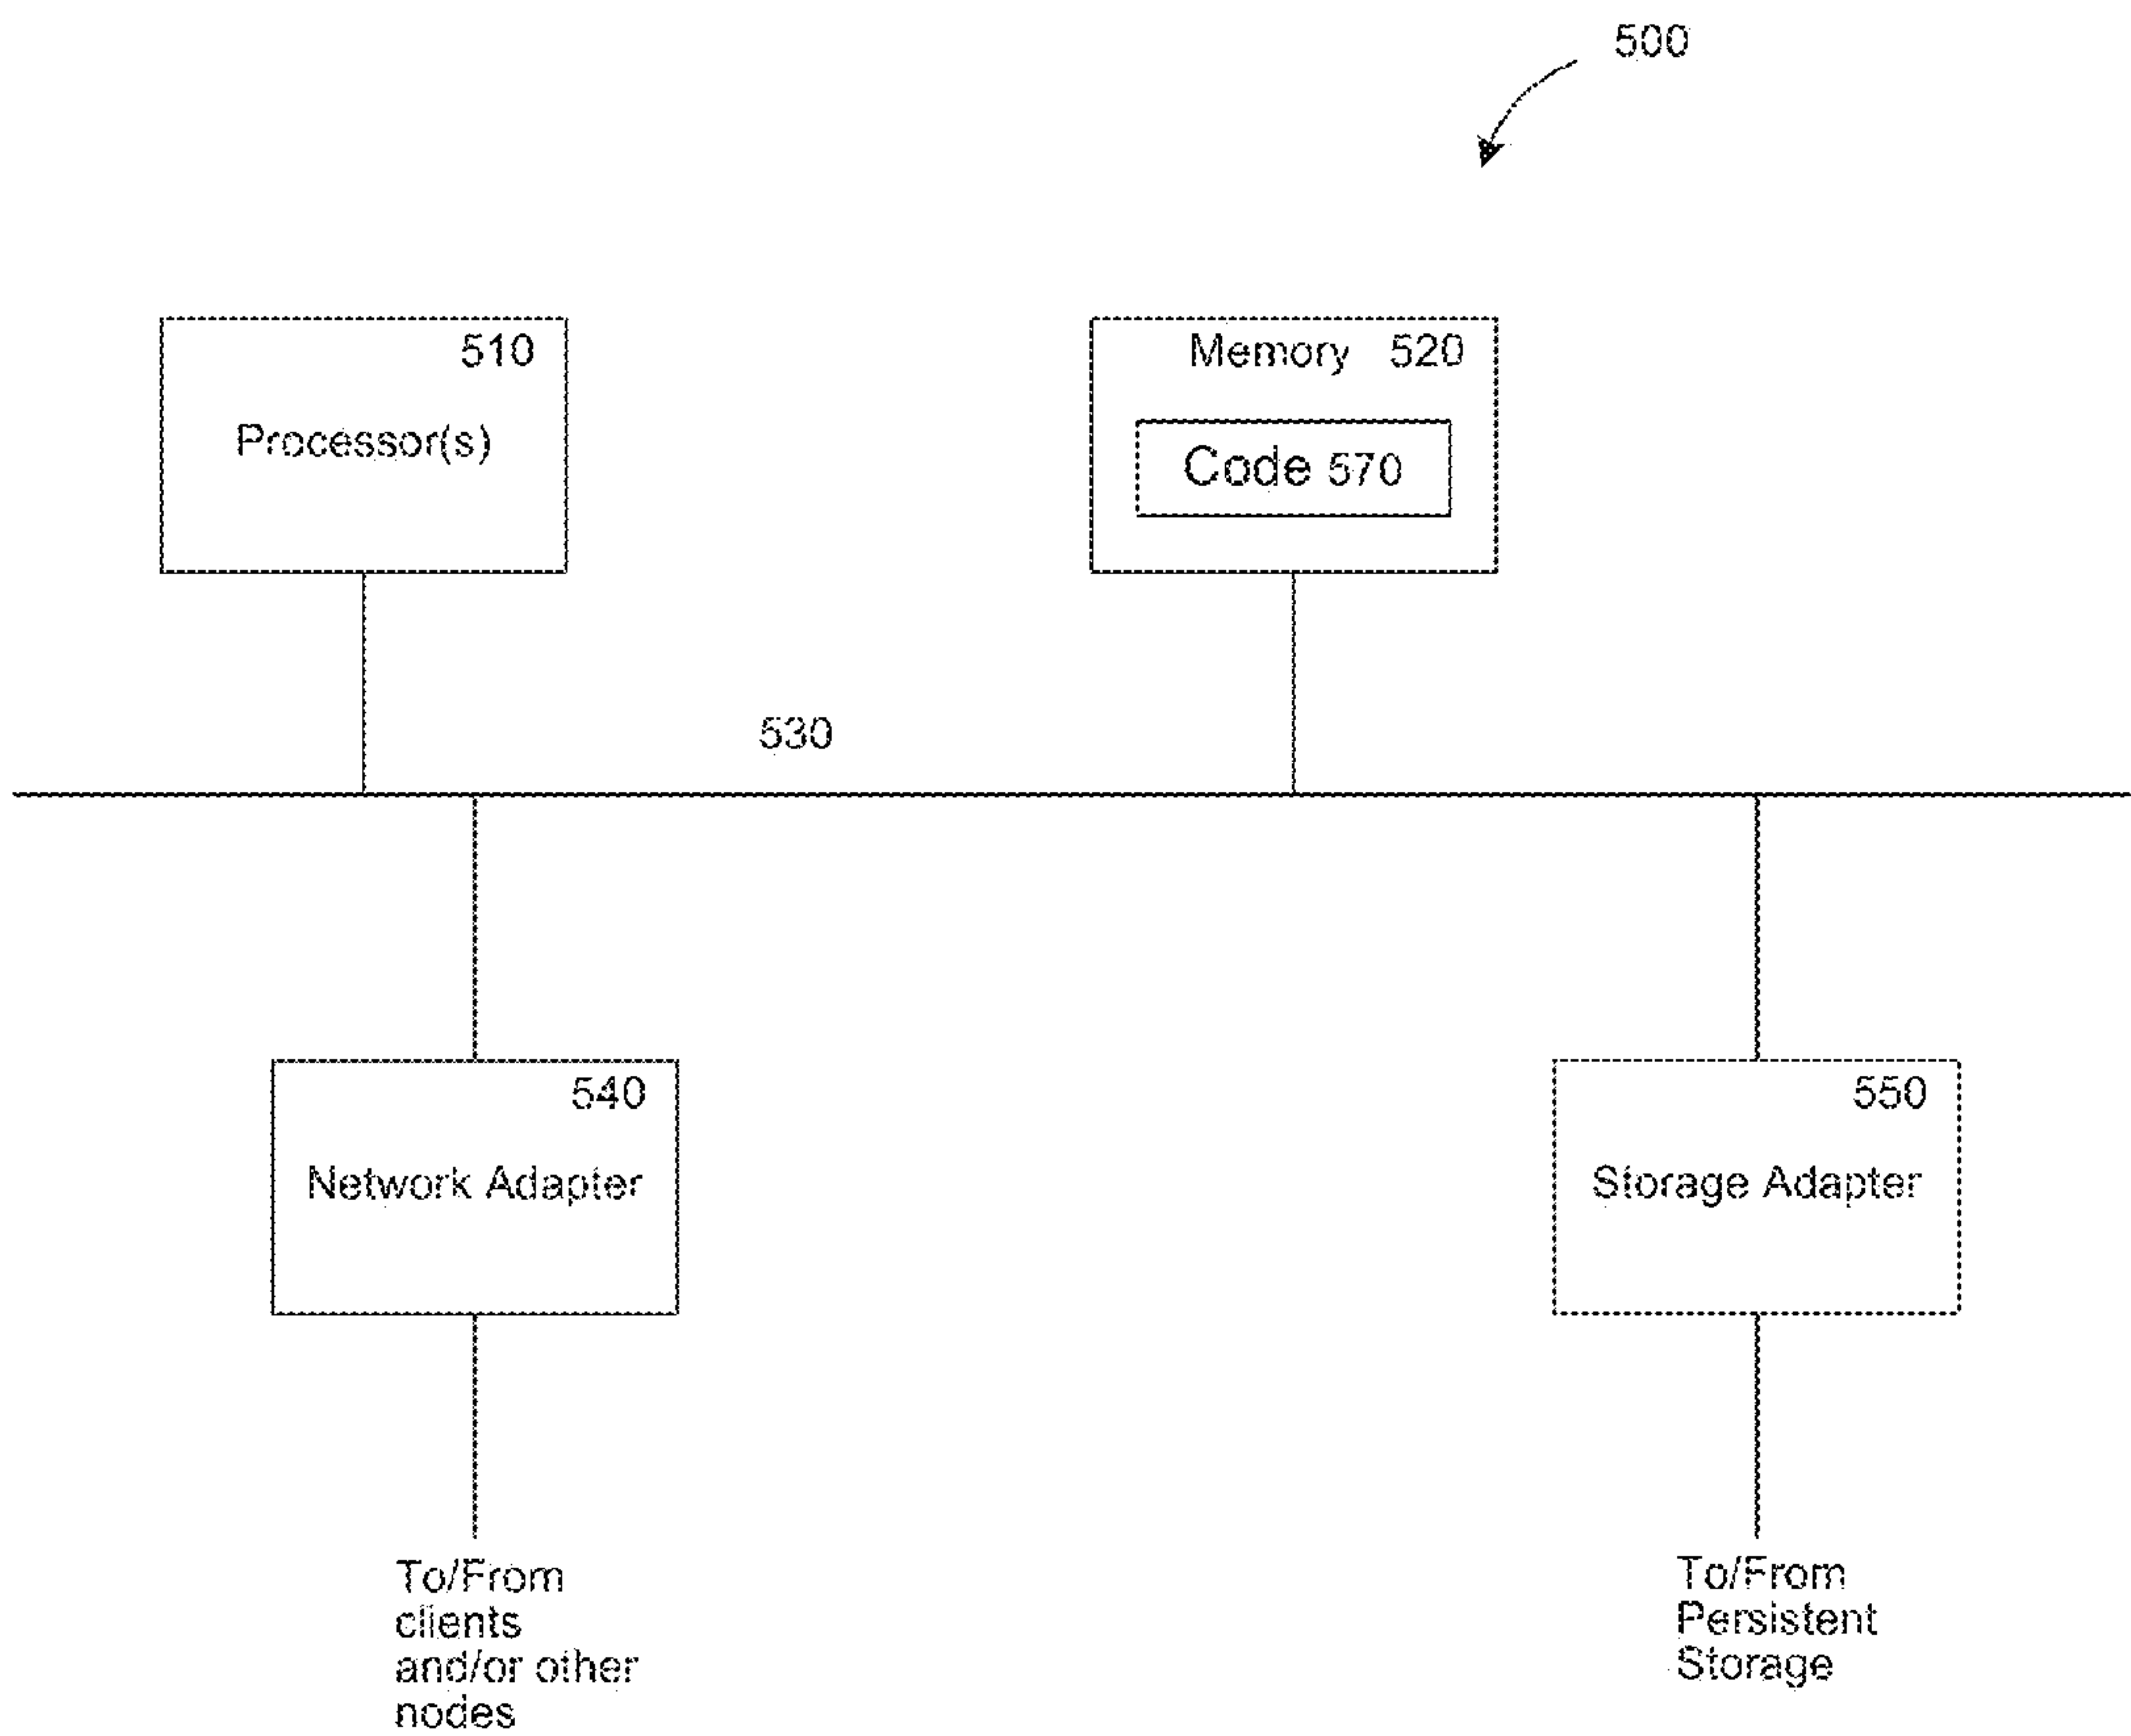 500
510
Processor(s)
Memory 520
Code 570
530
540
Network Adapter
550
Storage Adapter
To/From
clients
and/or other
nodes
To/From
Persistent
Storage